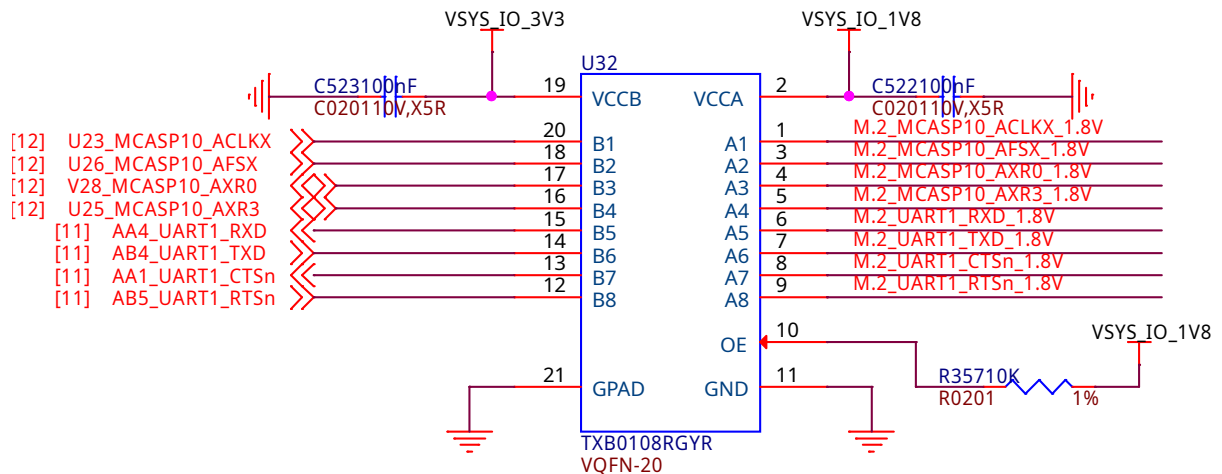 VSYS_IO_3V3
VSYS_IO_1V8
U32
C523100nF
C020110V,X5R
19
VCCB
VCCA
2
C522100nF
C020110V,X5R
[12] U23_MCASP10_ACLKX
20
B1
A1
1
M.2_MCASP10_ACLKX_1.8V
[12] U26_MCASP10_AFSX
18
B2
A2
3
M.2_MCASP10_AFSX_1.8V
[12] V28_MCASP10_AXR0
17
B3
A3
4
M.2_MCASP10_AXR0_1.8V
[12] U25_MCASP10_AXR3
16
B4
A4
5
M.2_MCASP10_AXR3_1.8V
[11] AA4_UART1_RXD
15
B5
A5
6
M.2_UART1_RXD_1.8V
[11] AB4_UART1_TXD
14
B6
A6
7
M.2_UART1_TXD_1.8V
[11] AA1_UART1_CTSn
13
B7
A7
8
M.2_UART1_CTSn_1.8V
[11] AB5_UART1_RTSn
12
B8
A8
9
M.2_UART1_RTSn_1.8V
OE
10
VSYS_IO_1V8
21
GPAD
GND
11
R35710K
R0201
1%
TXB0108RGYR
VQFN-20